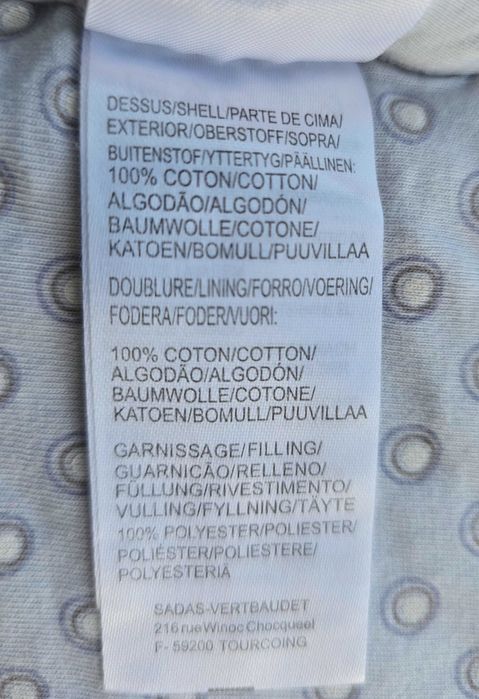 DESSUS/SHELL/PARTE DE CIMA/
EXTERIOR/OBERSTOFF/SOPRA/
BUITENSTOF/YTTERTYG/PÄÄLLINEN:
100% COTON/COTTON/
ALGODÃO/ALGODÓN/
BAUMWOLLE/COTONE/
KATOEN/BOMULL/PUUVILLAA
DOUBLURE/LINING/FORRO/VOERING/
FODERA/FODER/VUORI:
100% COTON/COTTON/
ALGODÃO/ALGODÓN/
BAUMWOLLE/COTONE/
KATOEN/BOMULL/PUUVILLAA
GARNISSAGE/FILLING/
GUARNICÃO/RELLENO/
FÜLLUNG/RIVESTIMENTO/
VULLING/FYLLNING/TÄYTE
100% POLYESTER/POLIESTER/
POLIÉSTER/POLIESTERE/
POLYESTERIÄ
SADAS-VERTBAUDET
216 rue Winoc Chocqueel
F- 59200 TOURCOING